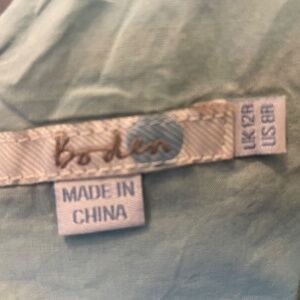 Boden
MADE IN
CHINA
UK 12R
US 8R